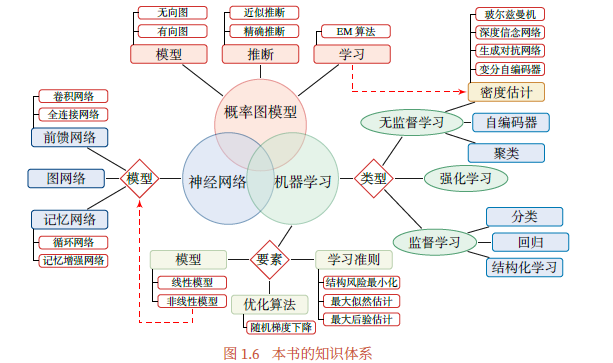 无向图
有向图
模型
近似推断
精确推断
推断
EM 算法
学习
玻尔兹曼机
深度信念网络
生成对抗网络
变分自编码器
密度估计
概率图模型
神经网络
机器学习
卷积网络
全连接网络
前馈网络
图网络
记忆网络
循环网络
记忆增强网络
模型
类型
无监督学习
自编码器
聚类
强化学习
监督学习
分类
回归
结构化学习
要素
模型
线性模型
非线性模型
优化算法
随机梯度下降
学习准则
结构风险最小化
最大似然估计
最大后验估计
图 1.6 本书的知识体系